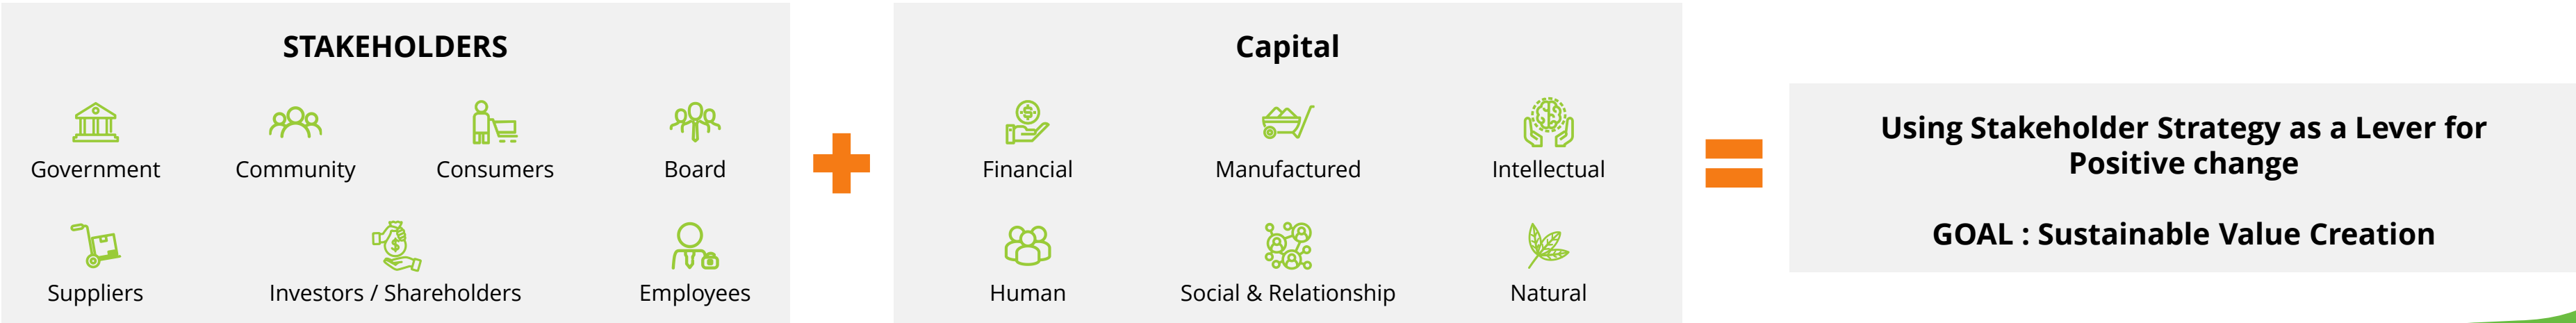 STAKEHOLDERS
Government
Community
Consumers
Board
Suppliers
Investors / Shareholders
Employees
Capital
Financial
Manufactured
Intellectual
Human
Social & Relationship
Natural
Using Stakeholder Strategy as a Lever for
Positive change
GOAL : Sustainable Value Creation